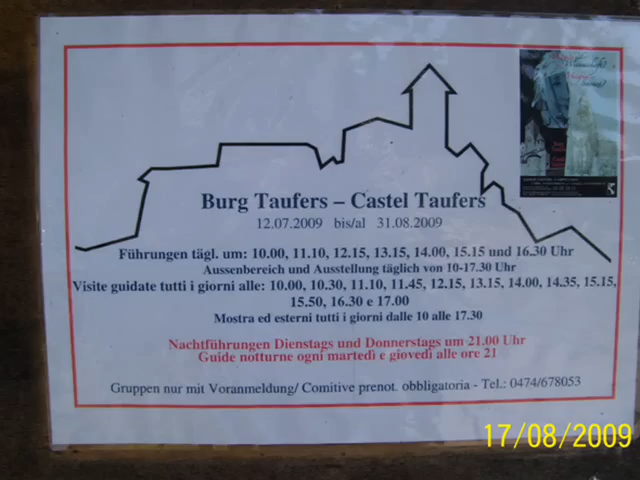 Burg Taufers – Castel Taufers
12.07.2009 bis/al 31.08.2009
Führungen tägl. um: 10.00, 11.10, 12.15, 13.15, 14.00, 15.15 und 16.30 Uhr
Aussenbereich und Ausstellung täglich von 10-17.30 Uhr
Visite guidate tutti i giorni alle: 10.00, 10.30, 11.10, 11.45, 12.15, 13.15, 14.00, 14.35, 15.15,
15.50, 16.30 e 17.00
Mostra ed esterni tutti i giorni dalle 10 alle 17.30
Nachtführungen Dienstags und Donnerstags um 21.00 Uhr
Guide notturne ogni martedì e giovedì alle ore 21
Gruppen nur mit Voranmeldung/ Comitive prenot. obbligatoria - Tel.: 0474/678053
17/08/2009